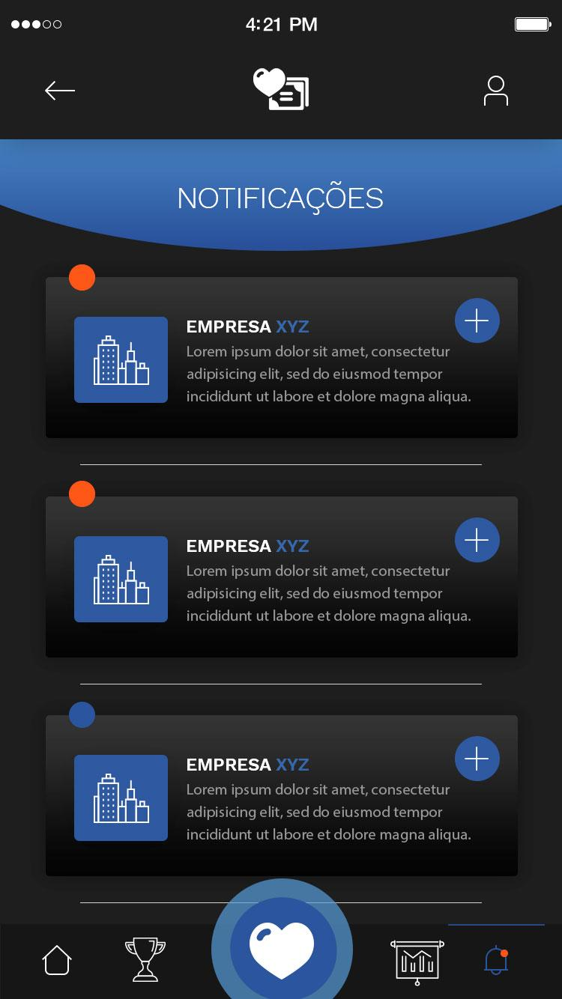 4:21 PM
NOTIFICAÇÕES
EMPRESA XYZ
Lorem ipsum dolor sit amet, consectetur
adipisicing elit, sed do eiusmod tempor
incididunt ut labore et dolore magna aliqua.
EMPRESA XYZ
Lorem ipsum dolor sit amet, consectetur
adipisicing elit, sed do eiusmod tempor
incididunt ut labore et dolore magna aliqua.
EMPRESA XYZ
Lorem ipsum dolor sit amet, consectetur
adipisicing elit, sed do eiusmod tempor
incididunt ut labore et dolore magna aliqua.